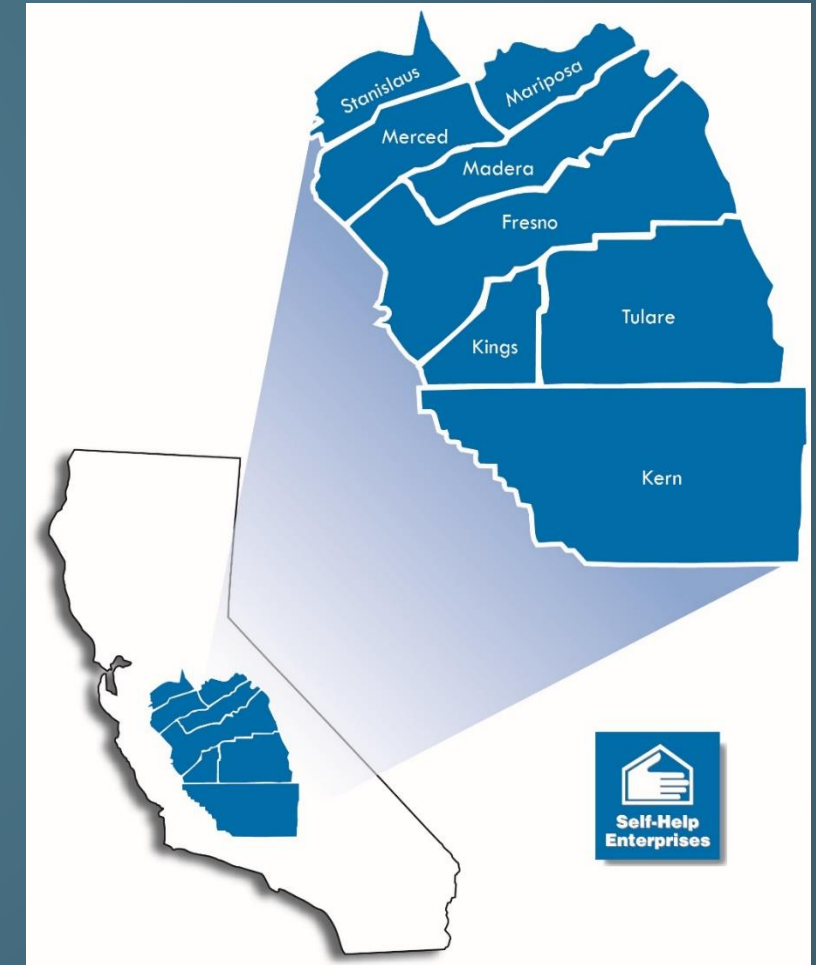 Stanislaus
Mariposa
Merced
Madera
Fresno
Tulare
Kings
Kern
Self-Help
Enterprises